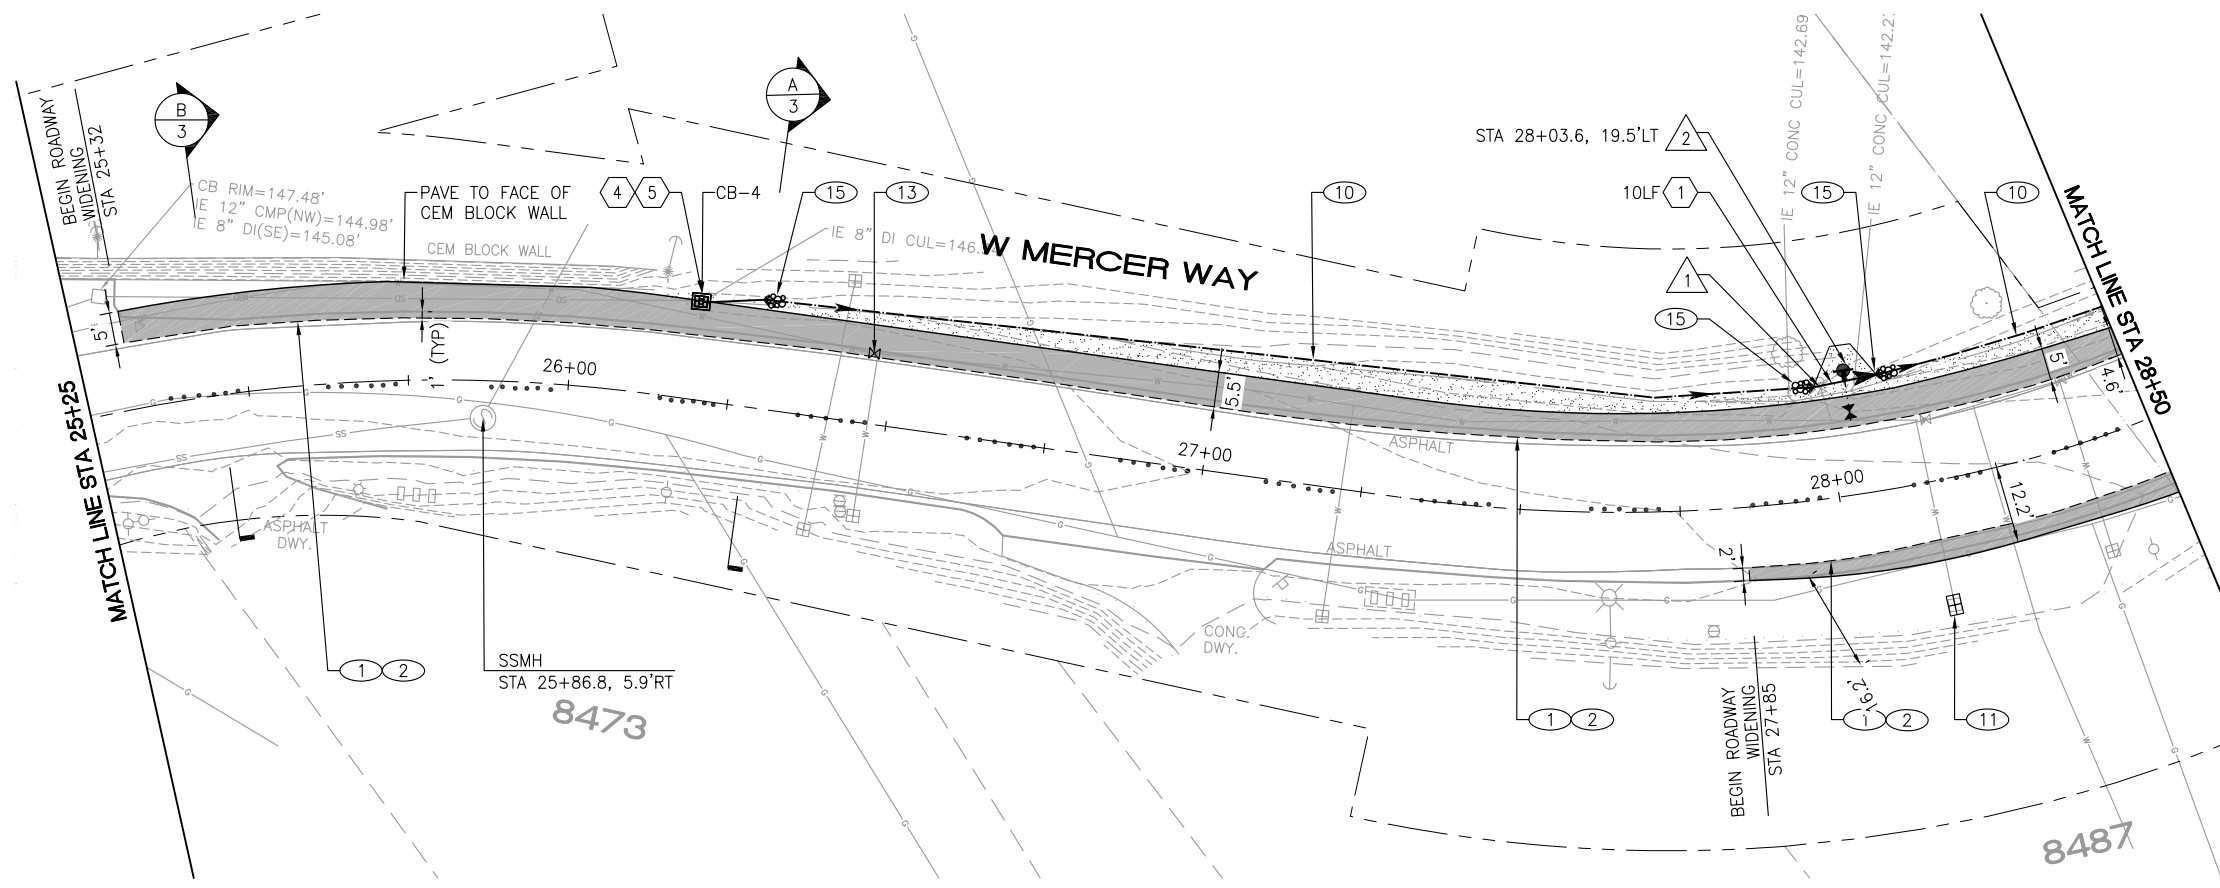 BEGIN ROADWAY
WIDENING
STA 25+32
B
3
A
3
CB RIM=147.48'
IE 12" CMP(NW)=144.98'
IE 8" DI(SE)=145.08'
PAVE TO FACE OF
CEM BLOCK WALL
CEM BLOCK WALL
4
5
CB-4
15
13
IE 8" DI CUL=146.
W MERCER WAY
10
STA 28+03.6, 19.5'LT
2
10LF
1
15
1
15
IE 12" CONC CUL=142.69
IE 12" CONC CUL=142.2
10
MATCH LINE STA 28+50
5'
1' (TYP)
26+00
5.5'
27+00
28+00
5'
4.6'
12.2'
2'
16.2'
MATCH LINE STA 25+25
SD
SD
SS
SS
G
W
ASPHALT
ASPHALT
ASPHALT
DWY.
CONC.
DWY.
1
2
SSMH
STA 25+86.8, 5.9'RT
8473
1
2
BEGIN ROADWAY
WIDENING
STA 27+85
1
2
11
8487